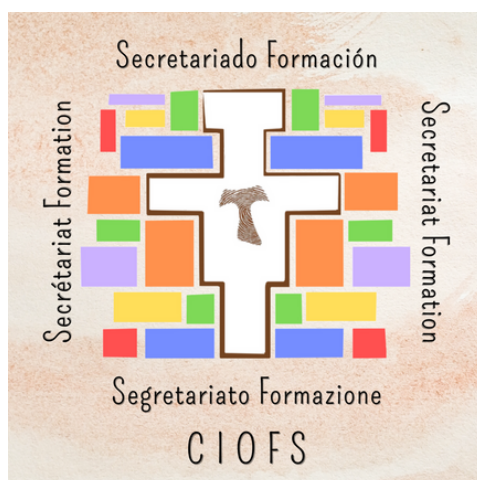 Secretariado Formación
Secrétariat Formation
Secretariat Formation
Segretariato Formazione
CIOFS